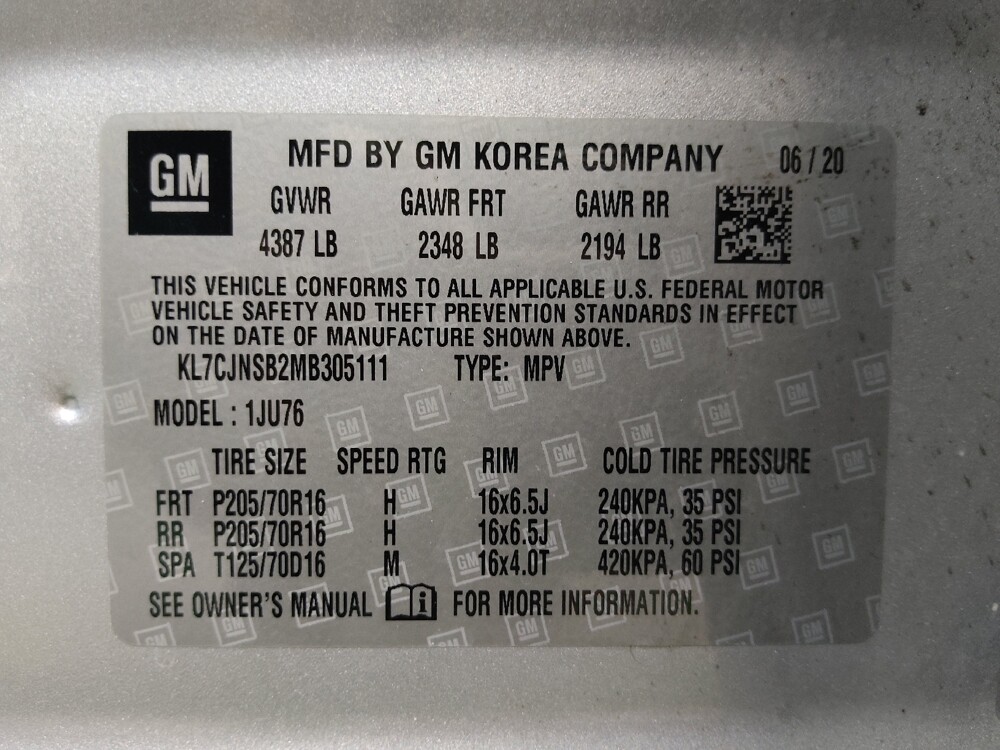 GM
MFD BY GM KOREA COMPANY 06 / 20
GVWR GAWR FRT GAWR RR
4387 LB 2348 LB 2194 LB
THIS VEHICLE CONFORMS TO ALL APPLICABLE U.S. FEDERAL MOTOR
VEHICLE SAFETY AND THEFT PREVENTION STANDARDS IN EFFECT
ON THE DATE OF MANUFACTURE SHOWN ABOVE.
KL7CJNSB2MB305111 TYPE: MPV
MODEL : 1JU76
TIRE SIZE SPEED RTG RIM COLD TIRE PRESSURE
FRT P205/70R16 H 16x6.5J 240KPA, 35 PSI
RR P205/70R16 H 16x6.5J 240KPA, 35 PSI
SPA T125/70D16 M 16x4.0T 420KPA, 60 PSI
SEE OWNER'S MANUAL i FOR MORE INFORMATION.